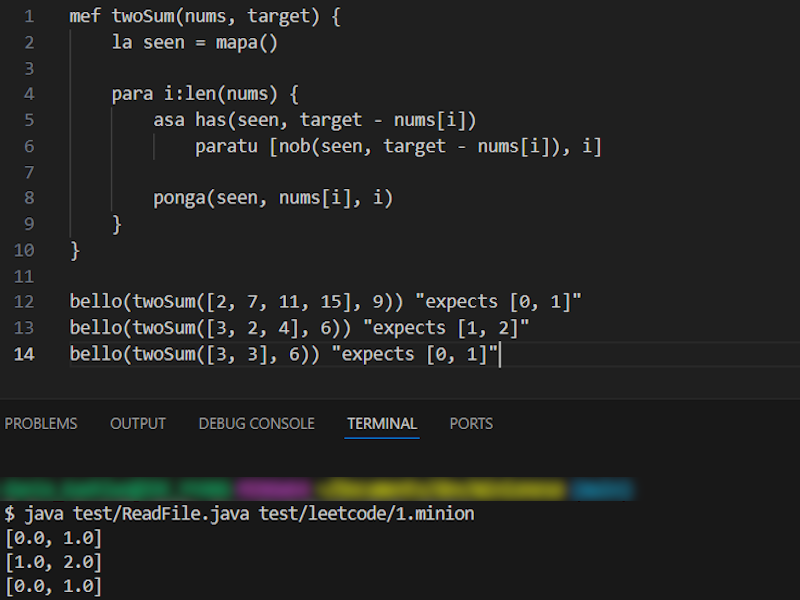 1 mef twoSum(nums, target) {
2     la seen = mapa()
3
4     para i:len(nums) {
5         asa has(seen, target - nums[i])
6             paratu [nob(seen, target - nums[i]), i]
7
8         ponga(seen, nums[i], i)
9     }
10 }
11
12 bello(twoSum([2, 7, 11, 15], 9)) "expects [0, 1]"
13 bello(twoSum([3, 2, 4], 6)) "expects [1, 2]"
14 bello(twoSum([3, 3], 6)) "expects [0, 1]"
PROBLEMS OUTPUT DEBUG CONSOLE TERMINAL PORTS
$ java test/ReadFile.java test/leetcode/1.minion
[0.0, 1.0]
[1.0, 2.0]
[0.0, 1.0]